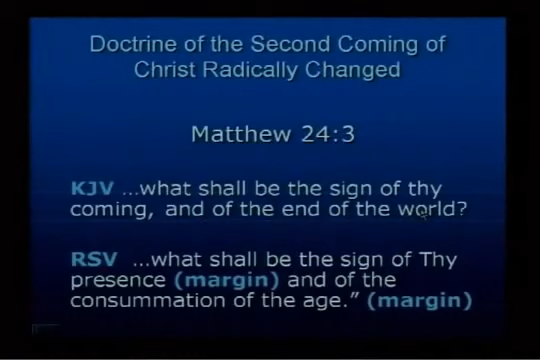 Doctrine of the Second Coming of
Christ Radically Changed
Matthew 24:3
KJV ...what shall be the sign of thy
coming, and of the end of the world?
RSV ...what shall be the sign of Thy
presence (margin) and of the
consummation of the age.” (margin)